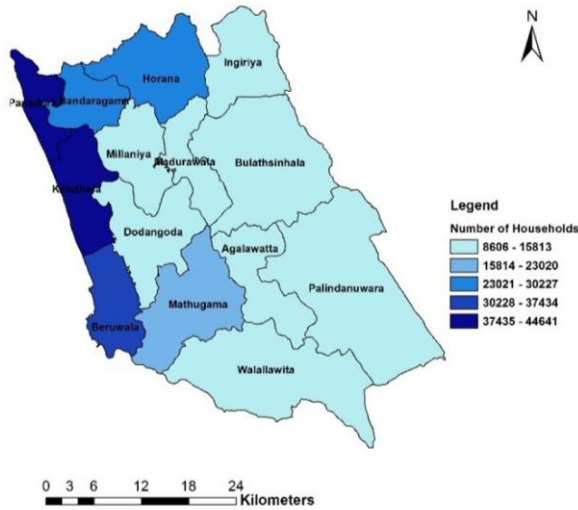 N
Horana
Ingiriya
Panadura
Bandaragama
Millaniya
Madurawala
Bulathsinhala
Kaluthara
Dodangoda
Agalawatta
Palindanuwara
Mathugama
Beruwala
Walallawita
Legend
Number of Households
8606 - 15813
15814 - 23020
23021 - 30227
30228 - 37434
37435 - 44641
0 3 6 12 18 24
Kilometers